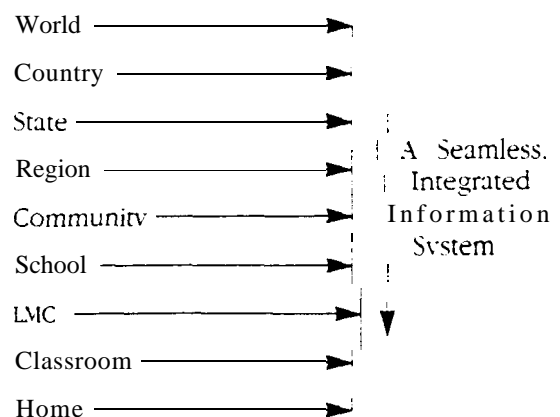 World
Country
State
Region
Community
School
LMC
Classroom
Home
A Seamless,
Integrated
Information
System